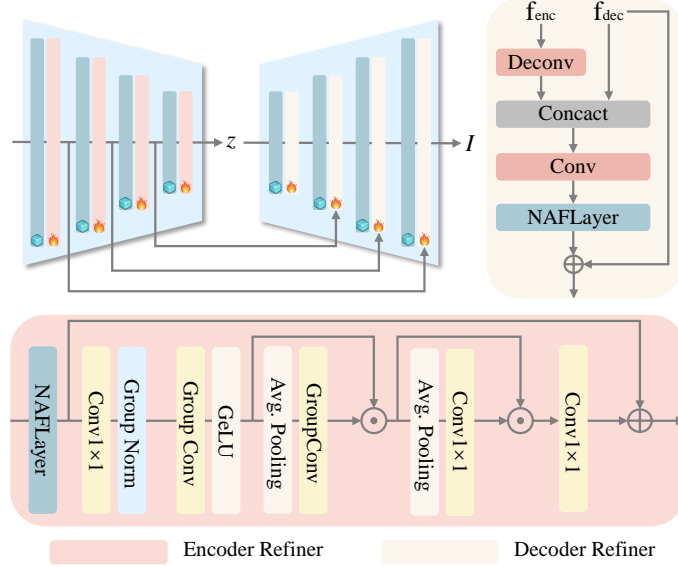 z
I
f_enc
f_dec
Deconv
Concact
Conv
NAFLayer
NAFLayer
Conv1×1
Group Norm
Group Conv
GeLU
Avg. Pooling
GroupConv
Avg. Pooling
Conv1×1
Conv1×1
Encoder Refiner
Decoder Refiner